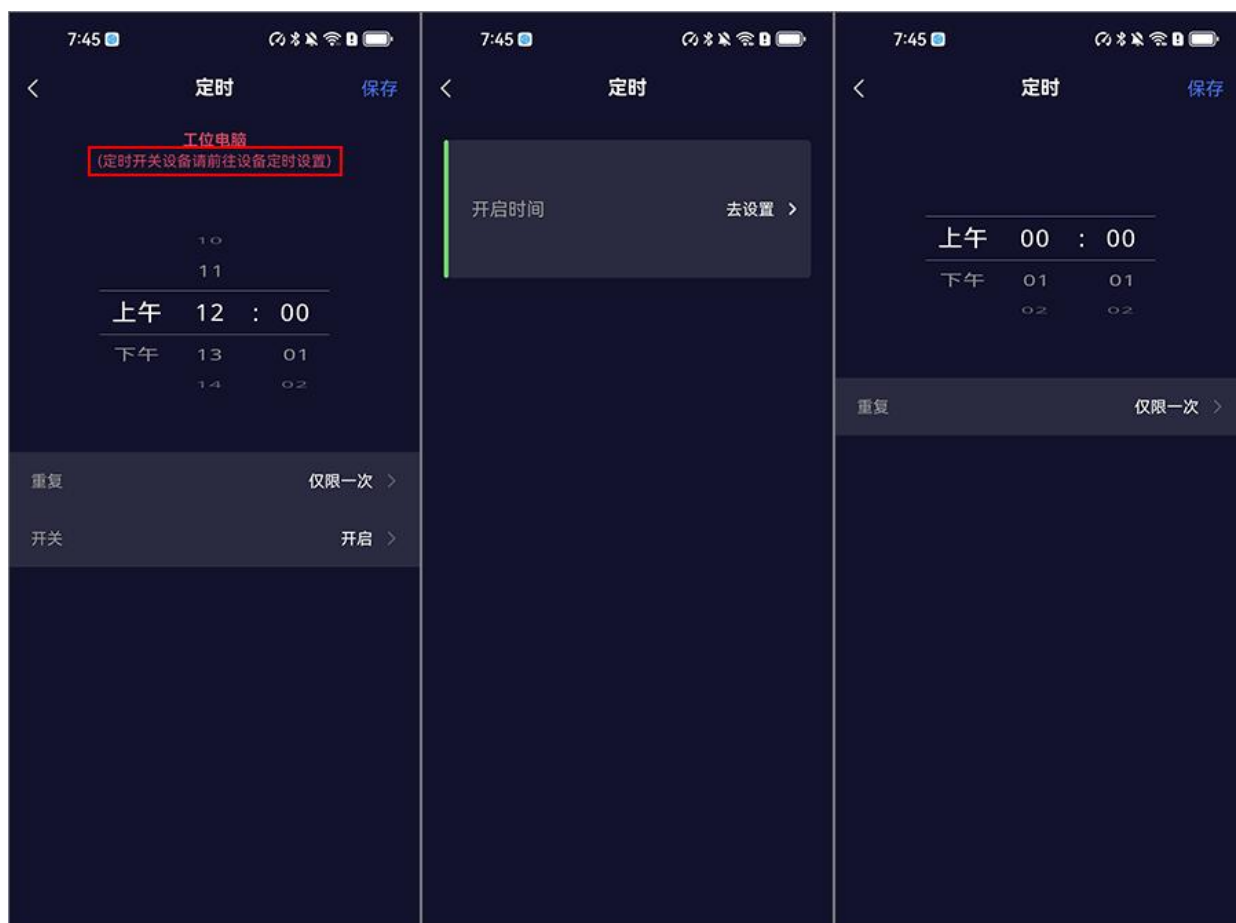 7:45
定时
保存
工位电脑
(定时开关设备请前往设备定时设置)
10
11
上午 12 : 00
下午 13 01
14 02
重复 仅限一次
开关 开启
7:45
定时
开启时间 去设置
7:45
定时
保存
上午 00 : 00
下午 01 01
02 02
重复 仅限一次